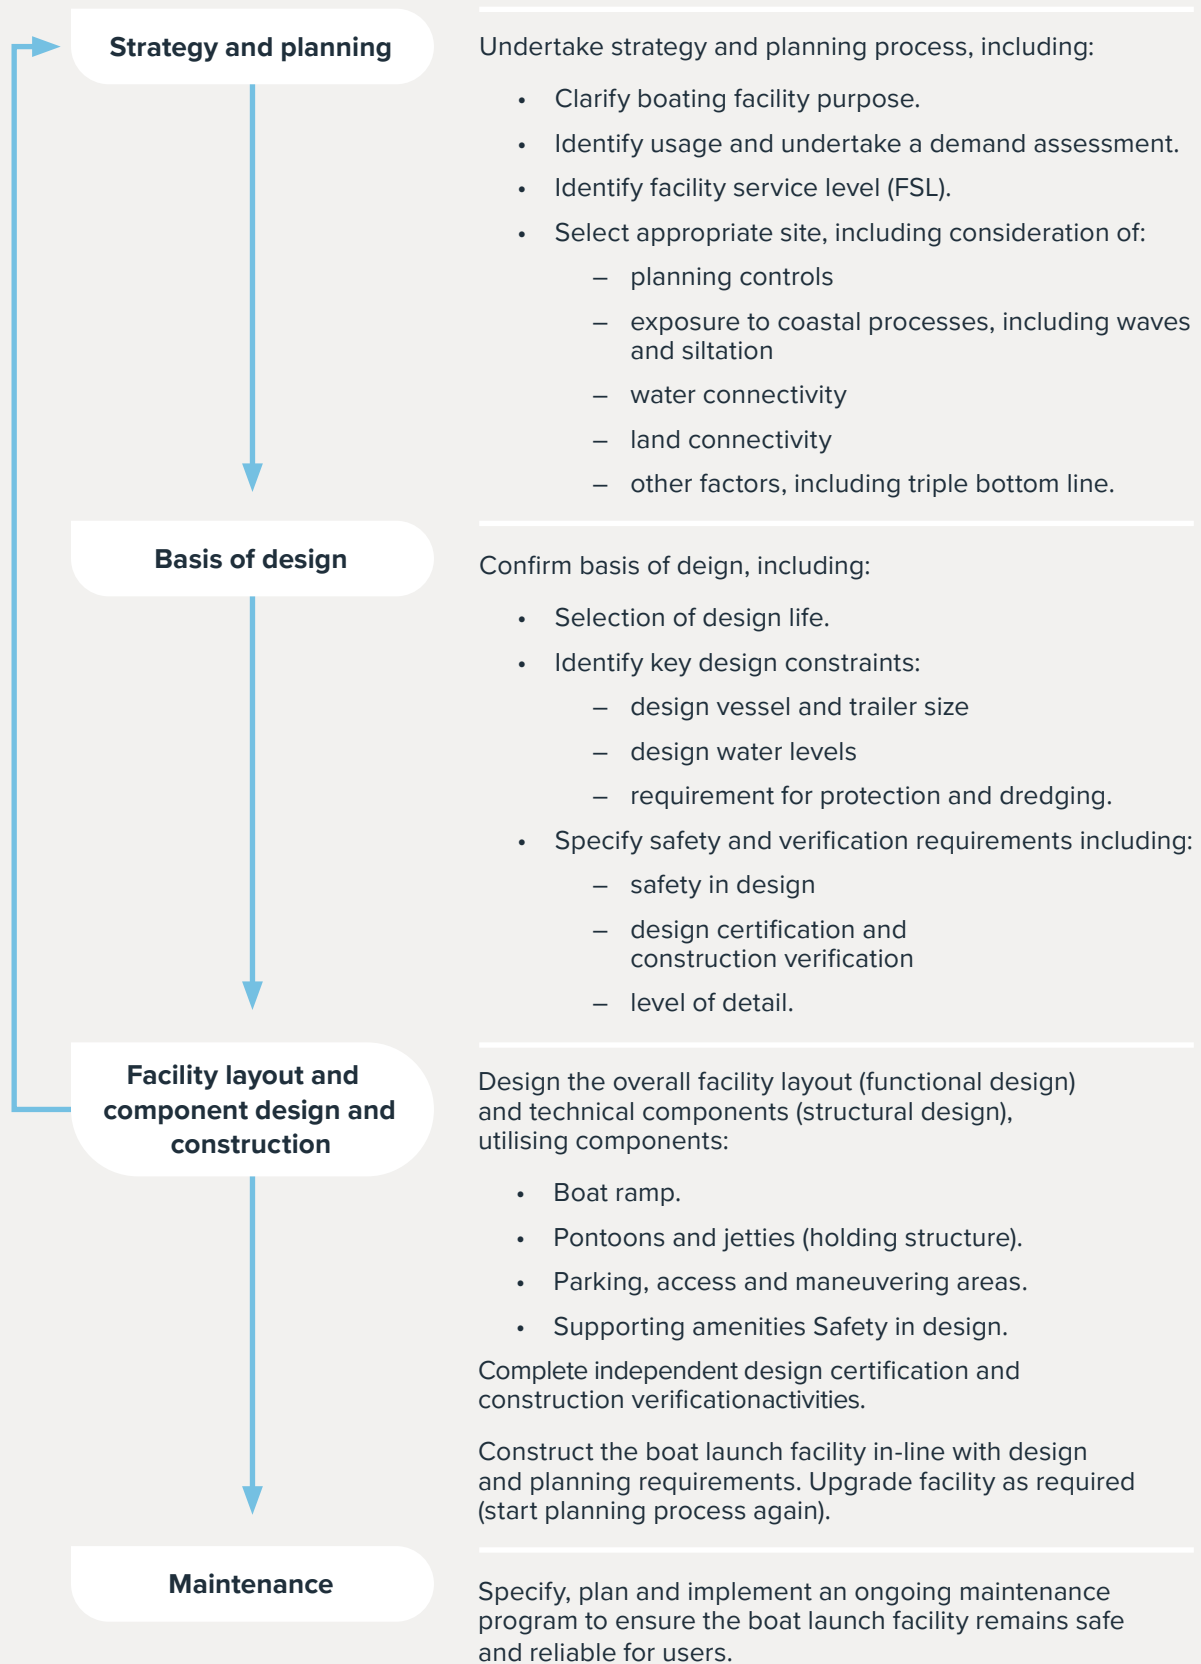 Strategy and planning
Undertake strategy and planning process, including:
• Clarify boating facility purpose.
• Identify usage and undertake a demand assessment.
• Identify facility service level (FSL).
• Select appropriate site, including consideration of:
– planning controls
– exposure to coastal processes, including waves
and siltation
– water connectivity
– land connectivity
– other factors, including triple bottom line.
Basis of design
Confirm basis of deign, including:
• Selection of design life.
• Identify key design constraints:
– design vessel and trailer size
– design water levels
– requirement for protection and dredging.
• Specify safety and verification requirements including:
– safety in design
– design certification and
construction verification
– level of detail.
Facility layout and
component design and
construction
Design the overall facility layout (functional design)
and technical components (structural design),
utilising components:
• Boat ramp.
• Pontoons and jetties (holding structure).
• Parking, access and maneuvering areas.
• Supporting amenities Safety in design.
Complete independent design certification and
construction verificationactivities.
Construct the boat launch facility in-line with design
and planning requirements. Upgrade facility as required
(start planning process again).
Maintenance
Specify, plan and implement an ongoing maintenance
program to ensure the boat launch facility remains safe
and reliable for users.